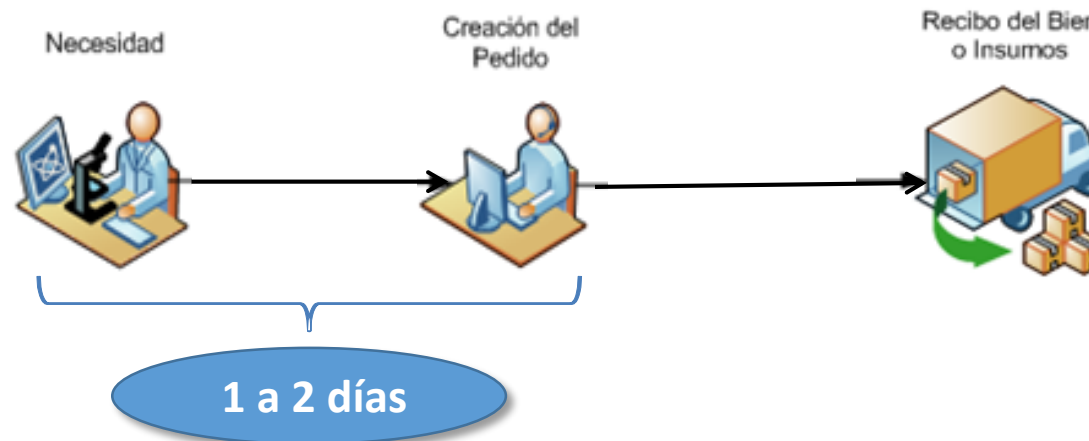 Necesidad
Creación del
Pedido
Recibo del Bien
o Insumos
1 a 2 días